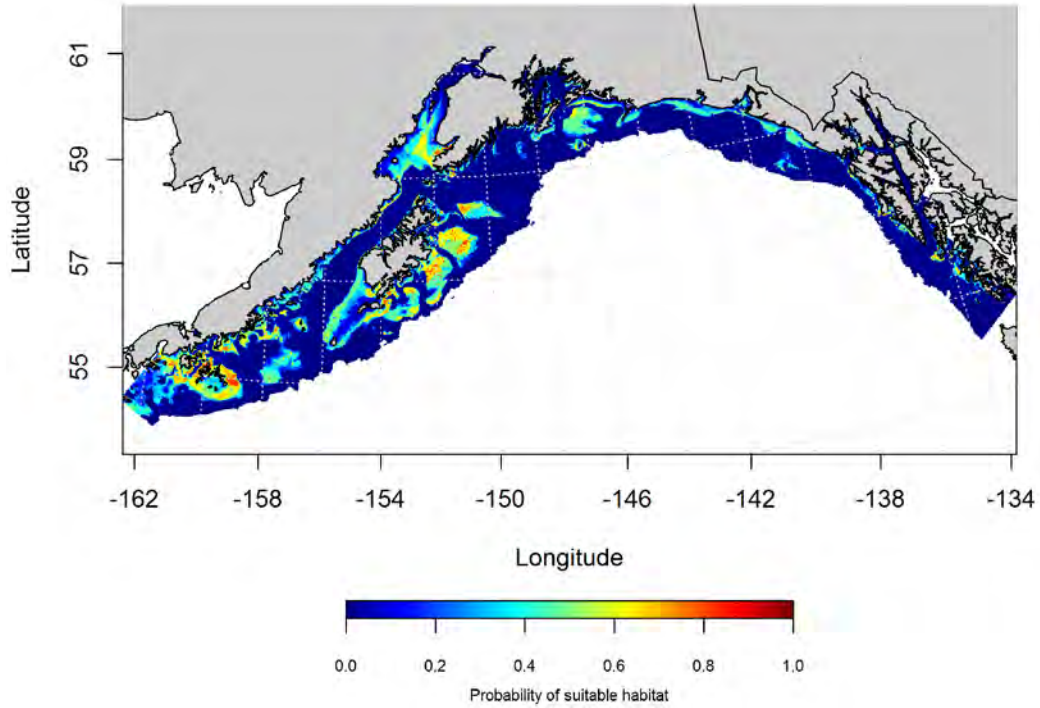 61
59
57
55
Latitude
-162 -158 -154 -150 -146 -142 -138 -134
Longitude
0.0 0.2 0.4 0.6 0.8 1.0
Probability of suitable habitat